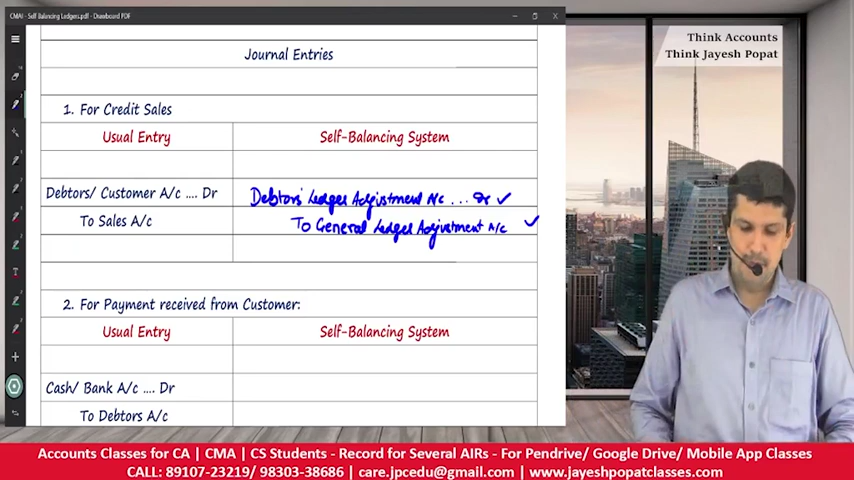 CMAI - Self Balancing Ledgers.pdf - Drawboard PDF
Think Accounts
Think Jayesh Popat
Journal Entries
1. For Credit Sales
Usual Entry
Self-Balancing System
Debtors/ Customer A/c .... Dr
Debtors' Ledger Adjustment A/c ... Dr ✓
To Sales A/c
To General Ledger Adjustment A/c ✓
2. For Payment received from Customer:
Usual Entry
Self-Balancing System
Cash/ Bank A/c .... Dr
To Debtors A/c
Accounts Classes for CA | CMA | CS Students - Record for Several AIRs - For Pendrive/ Google Drive/ Mobile App Classes
CALL: 89107-23219/ 98303-38686 | care.jpcedu@gmail.com | www.jayeshpopatclasses.com